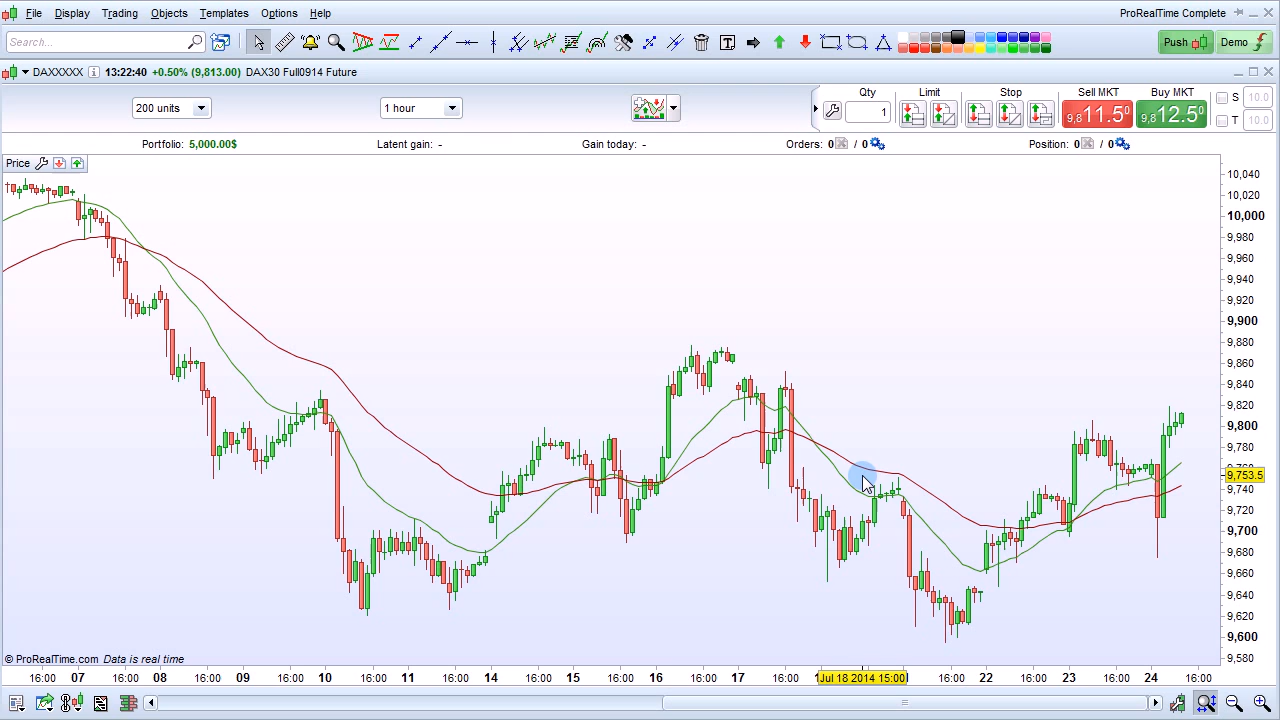 File Display Trading Objects Templates Options Help ProRealTime Complete
Search... Push Demo
DAXXXXX 13:22:40 +0.50% (9,813.00) DAX30 Full0914 Future
200 units 1 hour Qty Limit Stop Sell MKT Buy MKT S 10.0
1 9,811.50 9,812.50 T 10.0
Portfolio: 5,000.00$ Latent gain: - Gain today: - Orders: 0 / 0 Position: 0 / 0
Price
10,040
10,020
10,000
9,980
9,960
9,940
9,920
9,900
9,880
9,860
9,840
9,820
9,800
9,780
9,753.5
9,740
9,720
9,700
9,680
9,660
9,640
9,620
9,600
9,580
© ProRealTime.com Data is real time
16:00 07 16:00 08 16:00 09 16:00 10 16:00 11 16:00 14 16:00 15 16:00 16 16:00 17 16:00 Jul 18 2014 15:00 16:00 22 16:00 23 16:00 24 16:00